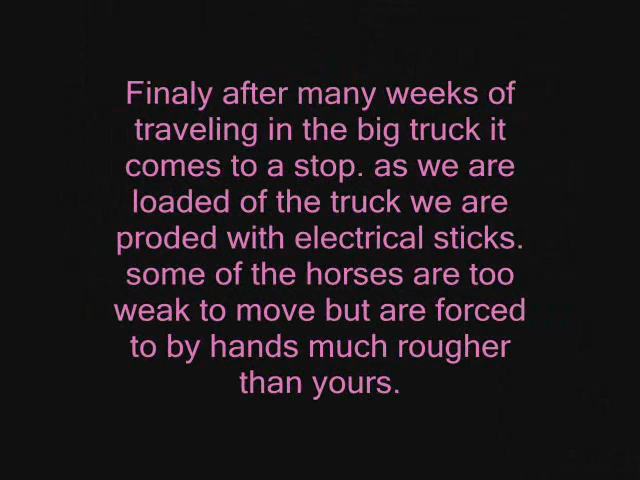 Finaly after many weeks of
traveling in the big truck it
comes to a stop. as we are
loaded of the truck we are
proded with electrical sticks.
some of the horses are too
weak to move but are forced
to by hands much rougher
than yours.